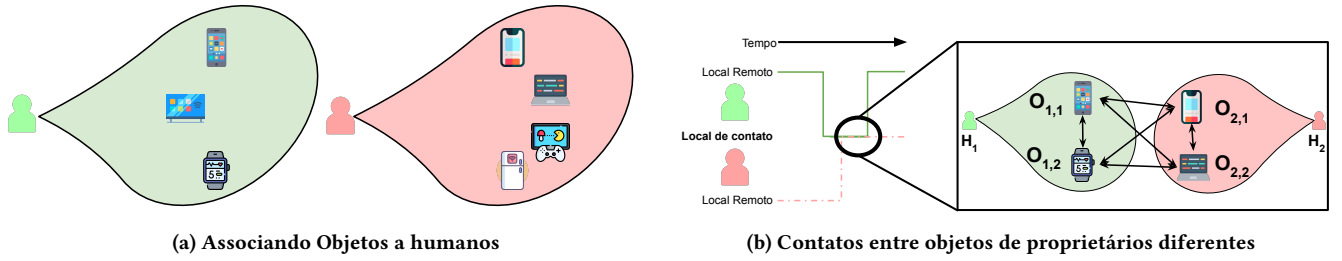 Tempo
Local Remoto
Local de contato
Local Remoto
O1,1
O1,2
O2,1
O2,2
H1
H2
(a) Associando Objetos a humanos
(b) Contatos entre objetos de proprietários diferentes